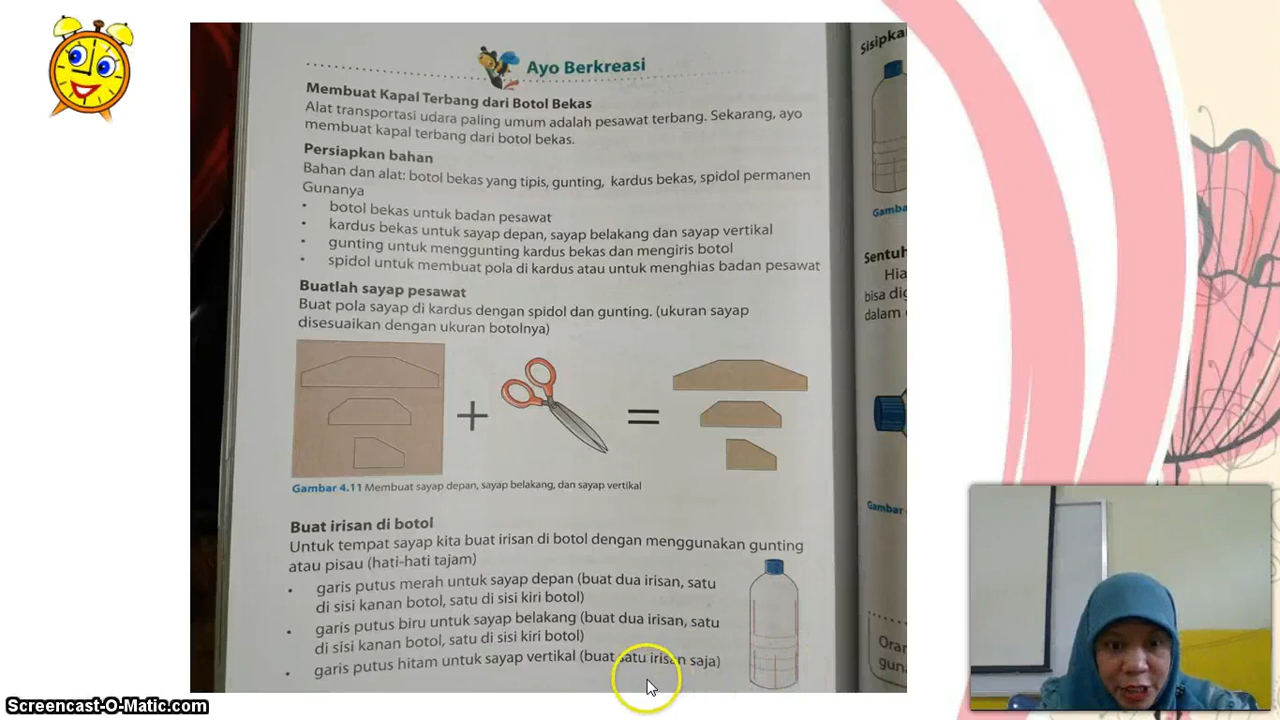 Ayo Berkreasi
Membuat Kapal Terbang dari Botol Bekas
Alat transportasi udara paling umum adalah pesawat terbang. Sekarang, ayo
membuat kapal terbang dari botol bekas.
Persiapkan bahan
Bahan dan alat: botol bekas yang tipis, gunting, kardus bekas, spidol permanen
Gunanya
• botol bekas untuk badan pesawat
• kardus bekas untuk sayap depan, sayap belakang dan sayap vertikal
• gunting untuk menggunting kardus bekas dan mengiris botol
• spidol untuk membuat pola di kardus atau untuk menghias badan pesawat
Buatlah sayap pesawat
Buat pola sayap di kardus dengan spidol dan gunting. (ukuran sayap
disesuaikan dengan ukuran botolnya)
+ =
Gambar 4.11 Membuat sayap depan, sayap belakang, dan sayap vertikal
Buat irisan di botol
Untuk tempat sayap kita buat irisan di botol dengan menggunakan gunting
atau pisau (hati-hati tajam)
• garis putus merah untuk sayap depan (buat dua irisan, satu
di sisi kanan botol, satu di sisi kiri botol)
• garis putus biru untuk sayap belakang (buat dua irisan, satu
di sisi kanan botol, satu di sisi kiri botol)
• garis putus hitam untuk sayap vertikal (buat satu irisan saja)
Sisipka
Gamba
Sentuh
Hia
bisa dig
dalam
Gambar
Oran
guna
Screencast-O-Matic.com